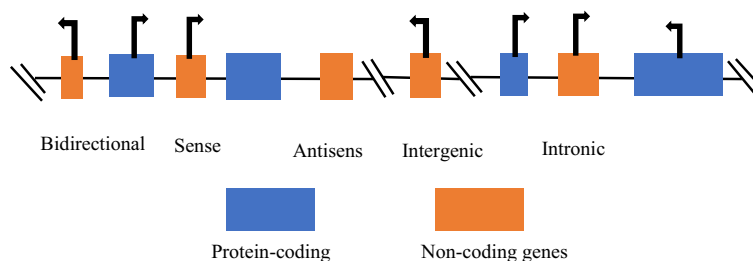 Bidirectional Sense Antisens Intergenic Intronic
Protein-coding Non-coding genes